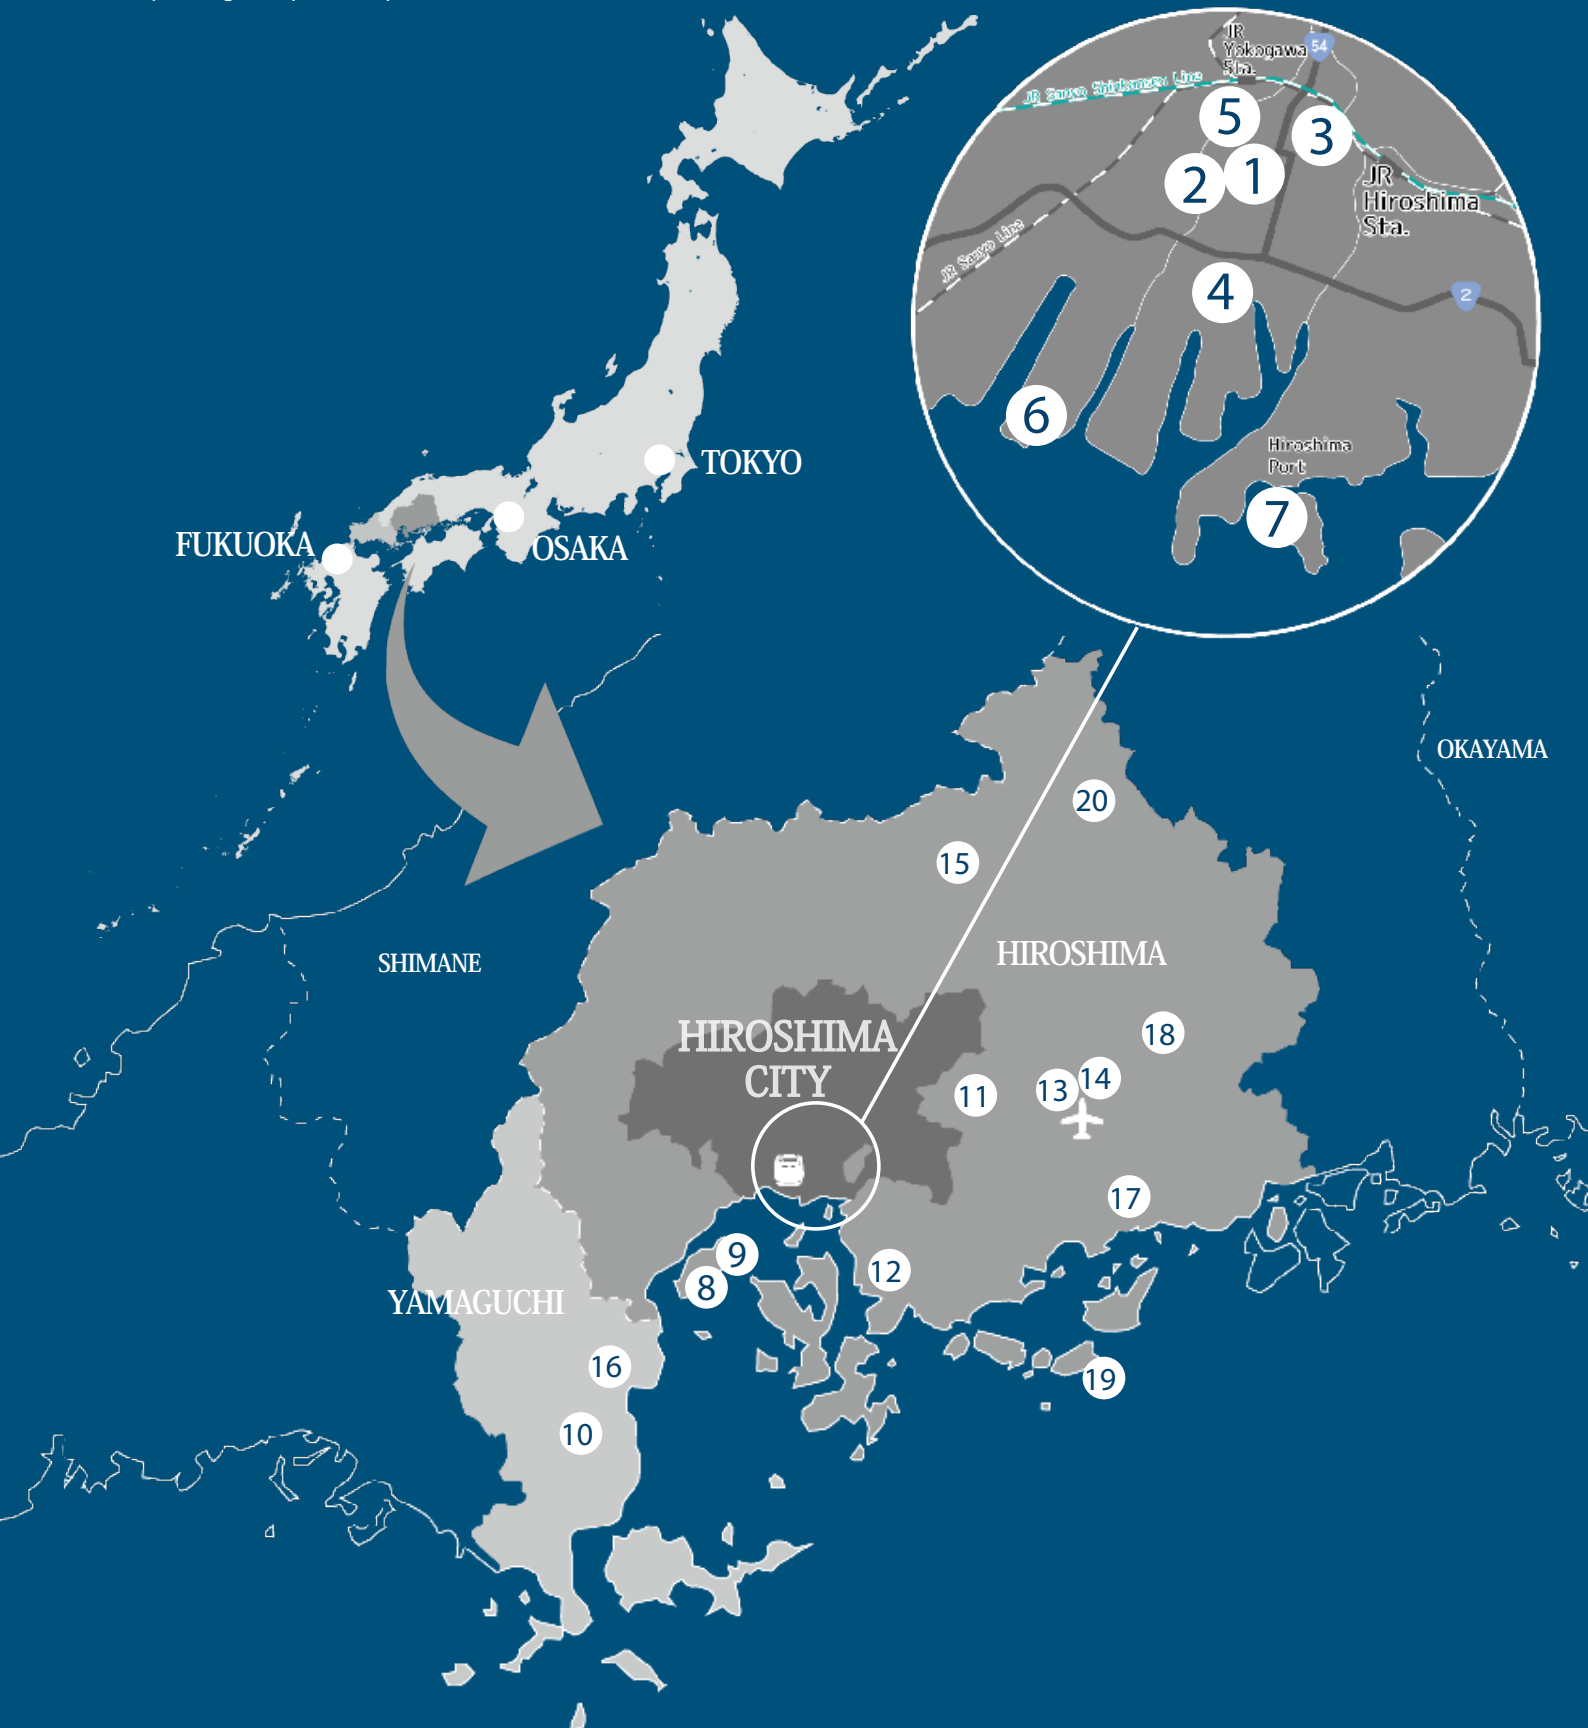 JR
Yokogawa
Sta.
54
JR Sanyo Shinkansen Line
5
3
2
1
JR
Hiroshima
Sta.
JR Sanyo Line
4
2
6
Hiroshima
Port
7
TOKYO
FUKUOKA
OSAKA
OKAYAMA
20
15
SHIMANE
HIROSHIMA
HIROSHIMA
CITY
18
14
13
11
17
9
12
8
YAMAGUCHI
16
19
10